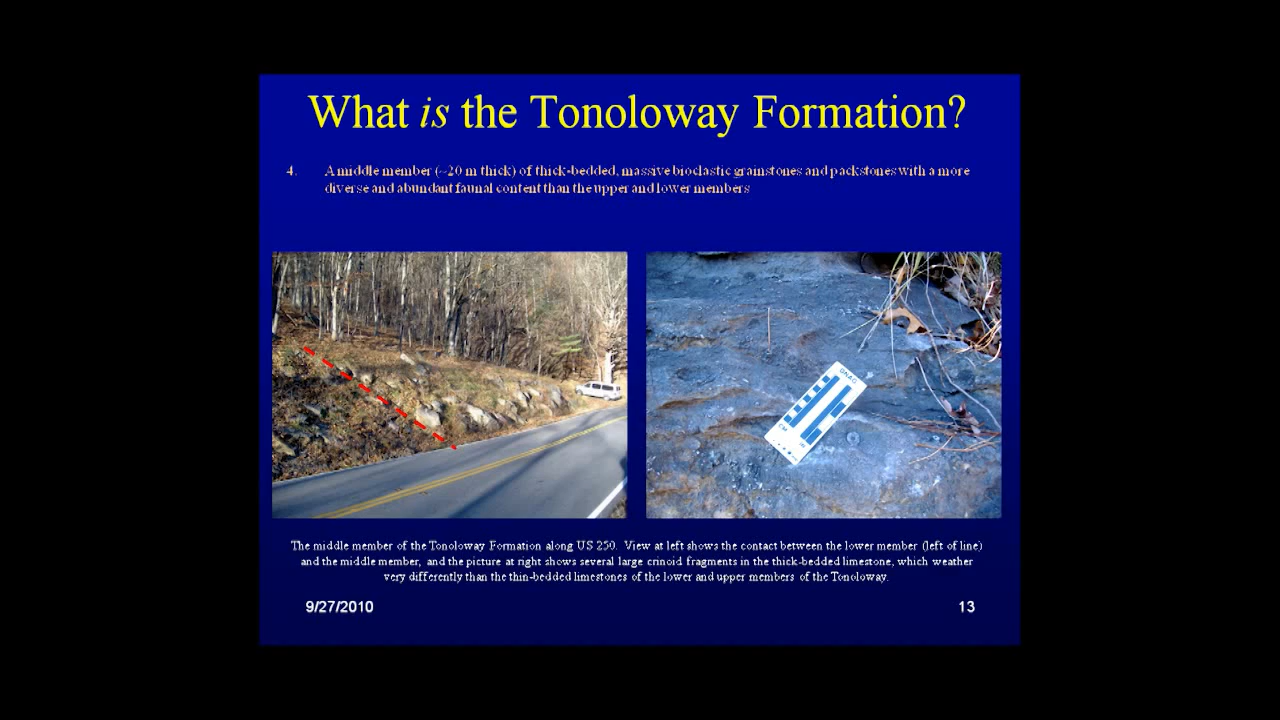 What is the Tonoloway Formation?
4. A middle member (~20 m thick) of thick-bedded, massive bioclastic grainstones and packstones with a more
diverse and abundant faunal content than the upper and lower members
CM
The middle member of the Tonoloway Formation along US 250. View at left shows the contact between the lower member (left of line)
and the middle member, and the picture at right shows several large crinoid fragments in the thick-bedded limestone, which weather
very differently than the thin-bedded limestones of the lower and upper members of the Tonoloway.
9/27/2010
13